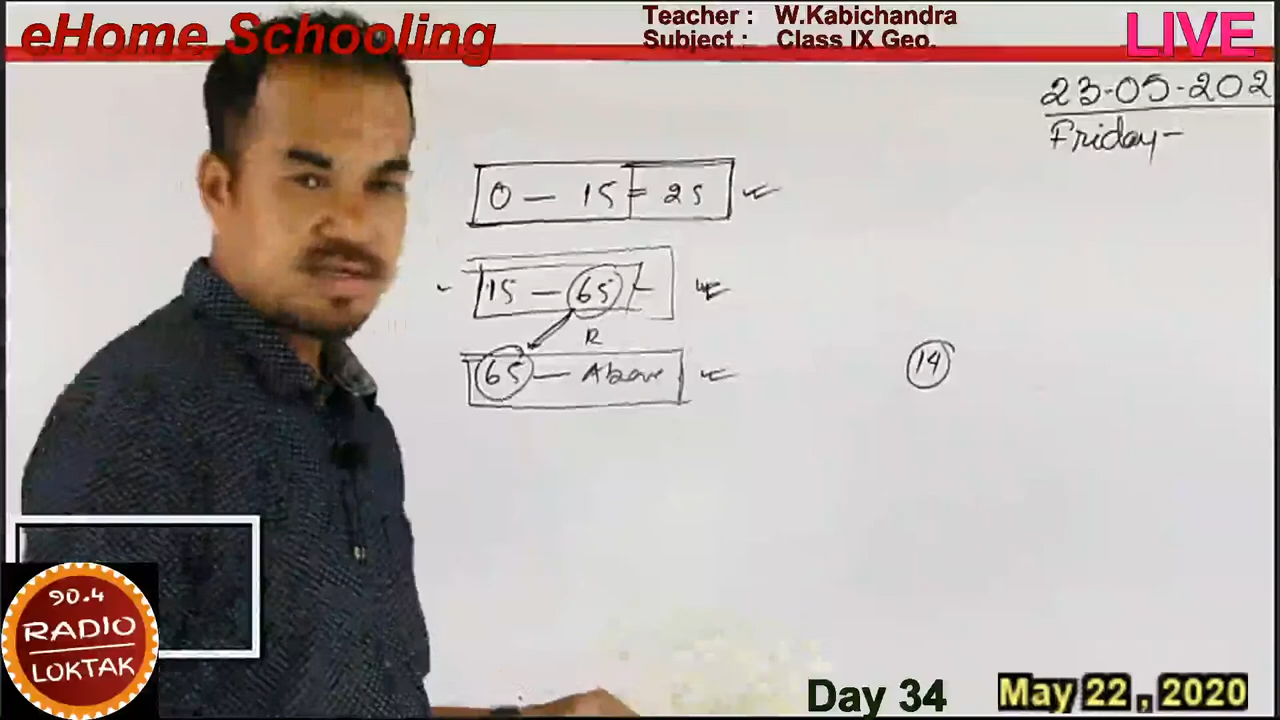 eHome Schooling
Teacher : W.Kabichandra
Subject : Class IX Geo.
LIVE
23-05-202
Friday-
0 — 15 = 25
15 — 65 -
R
65 — Above
14
90.4
RADIO
LOKTAK
Day 34
May 22 , 2020